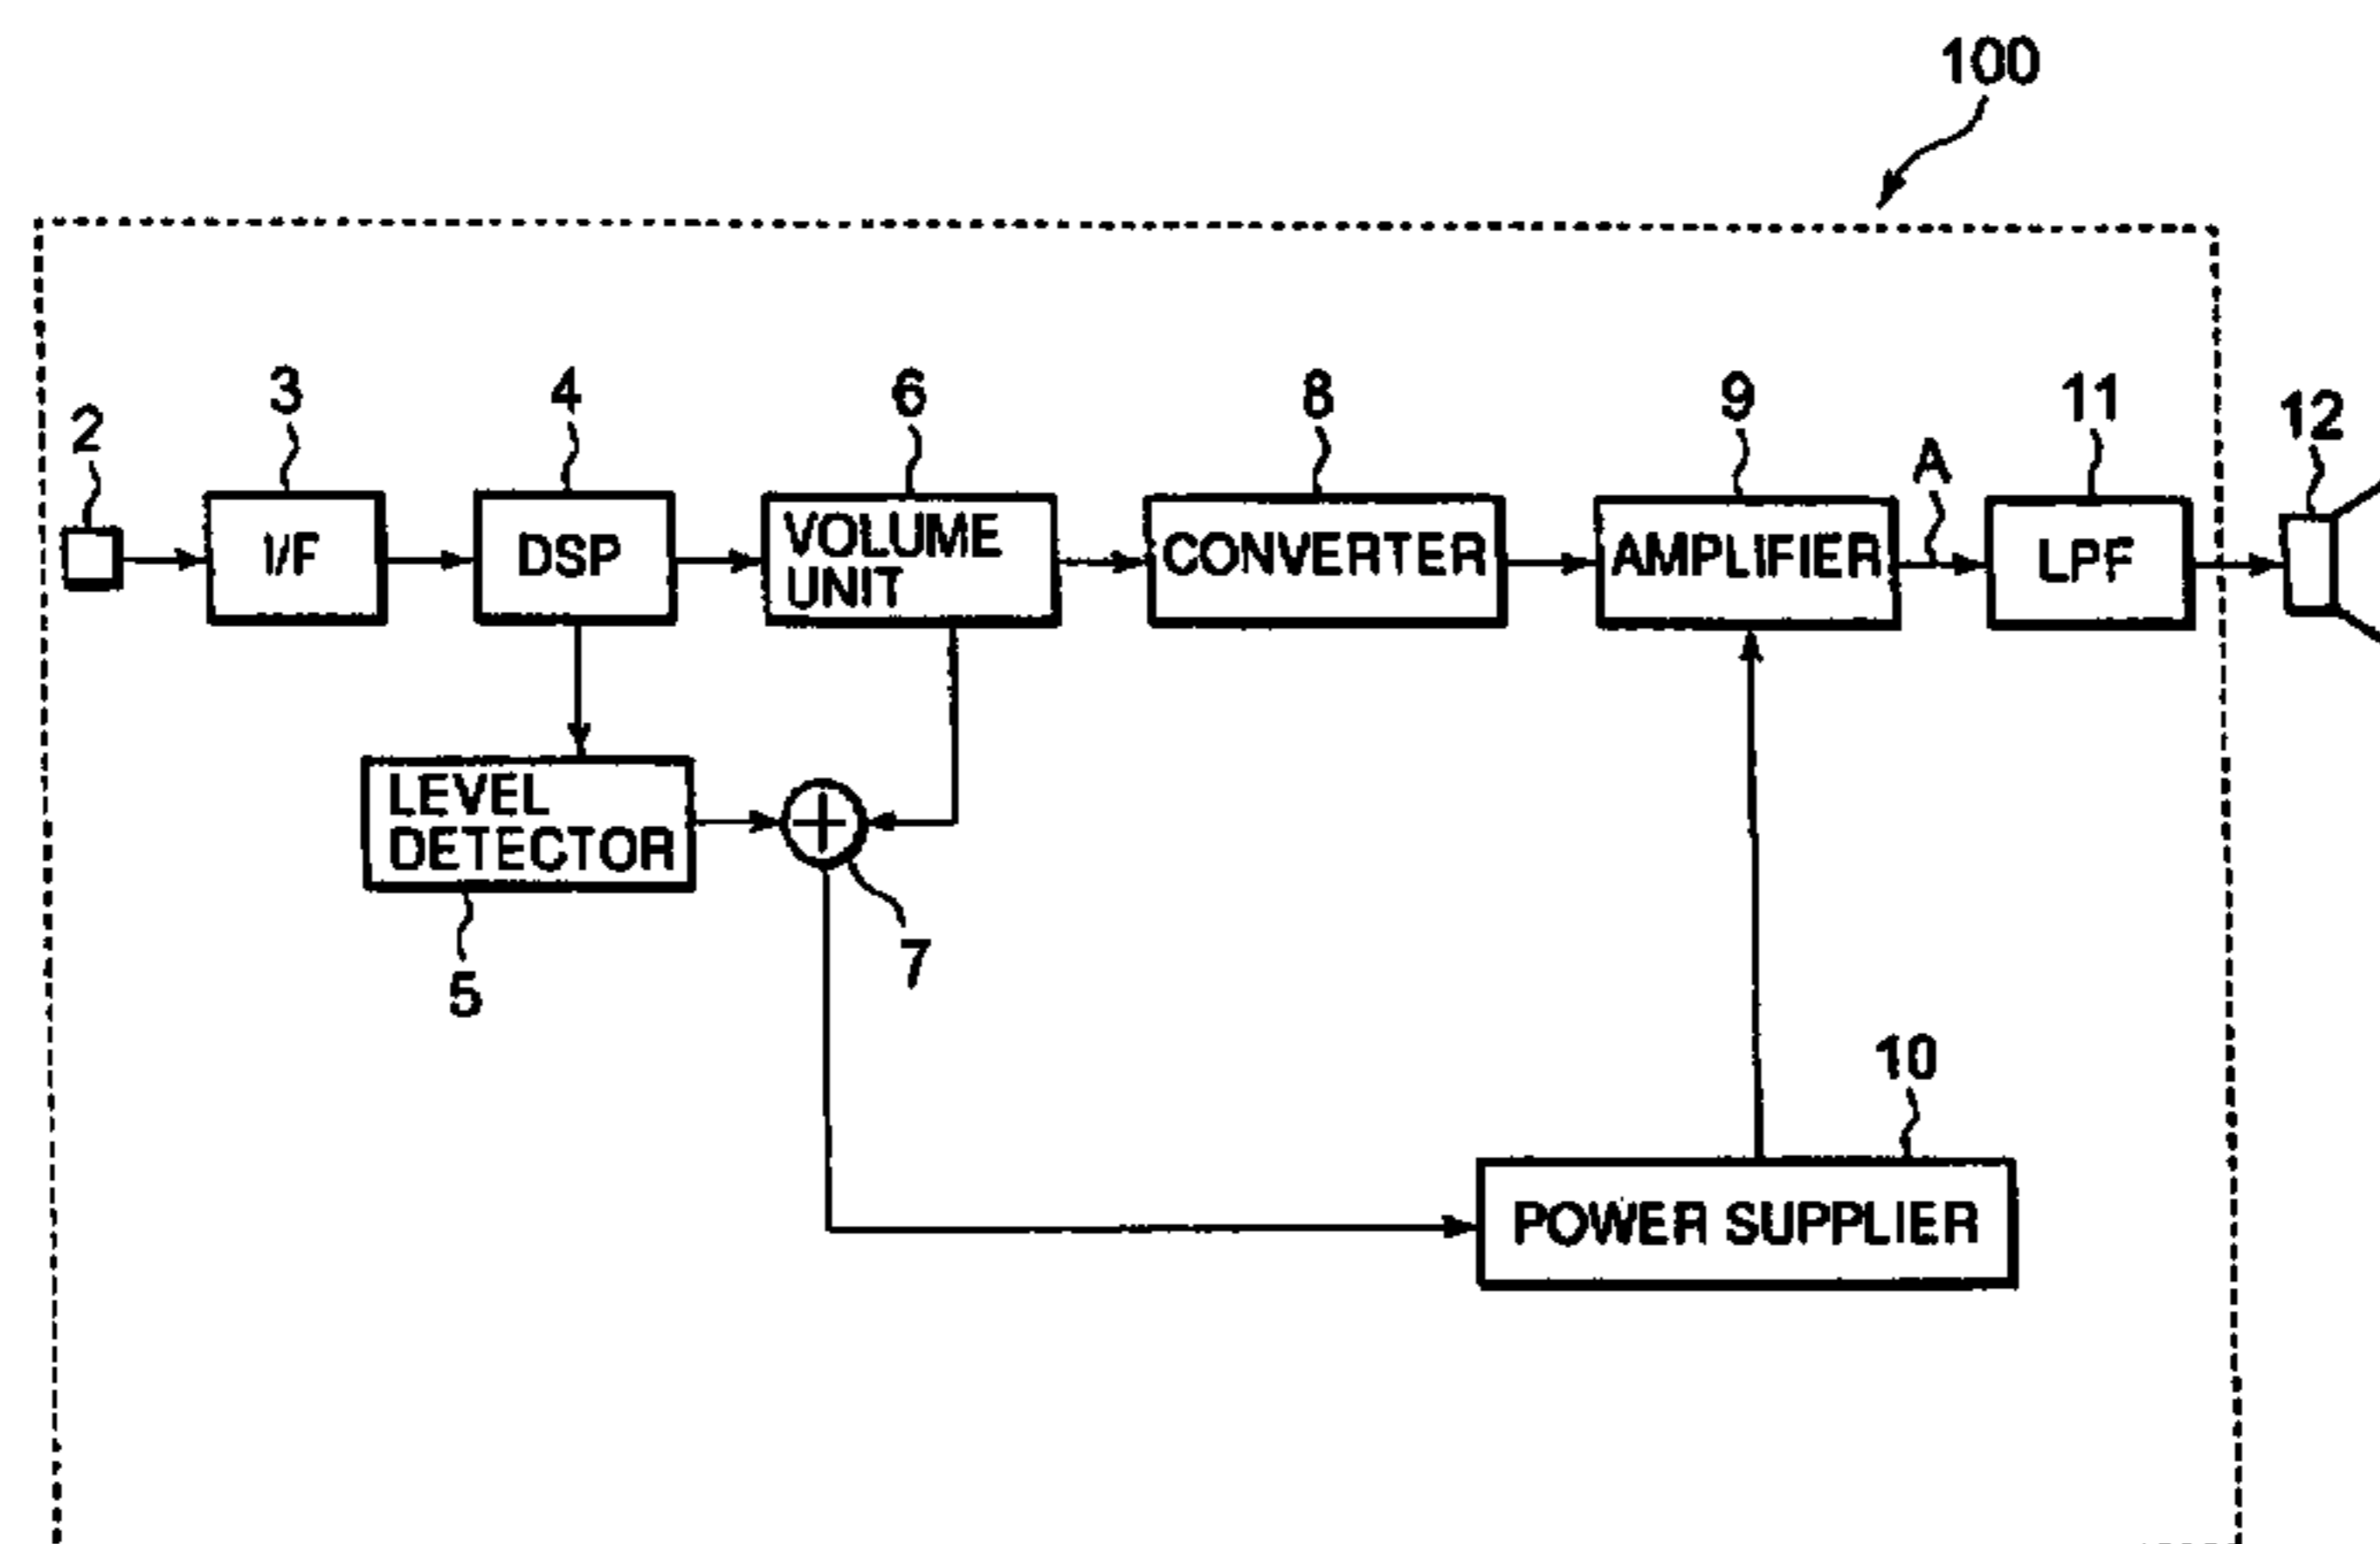 100
2
3
4
6
8
9
A
11
12
I/F
DSP
VOLUME
UNIT
CONVERTER
AMPLIFIER
LPF
LEVEL
DETECTOR
5
7
10
POWER SUPPLIER